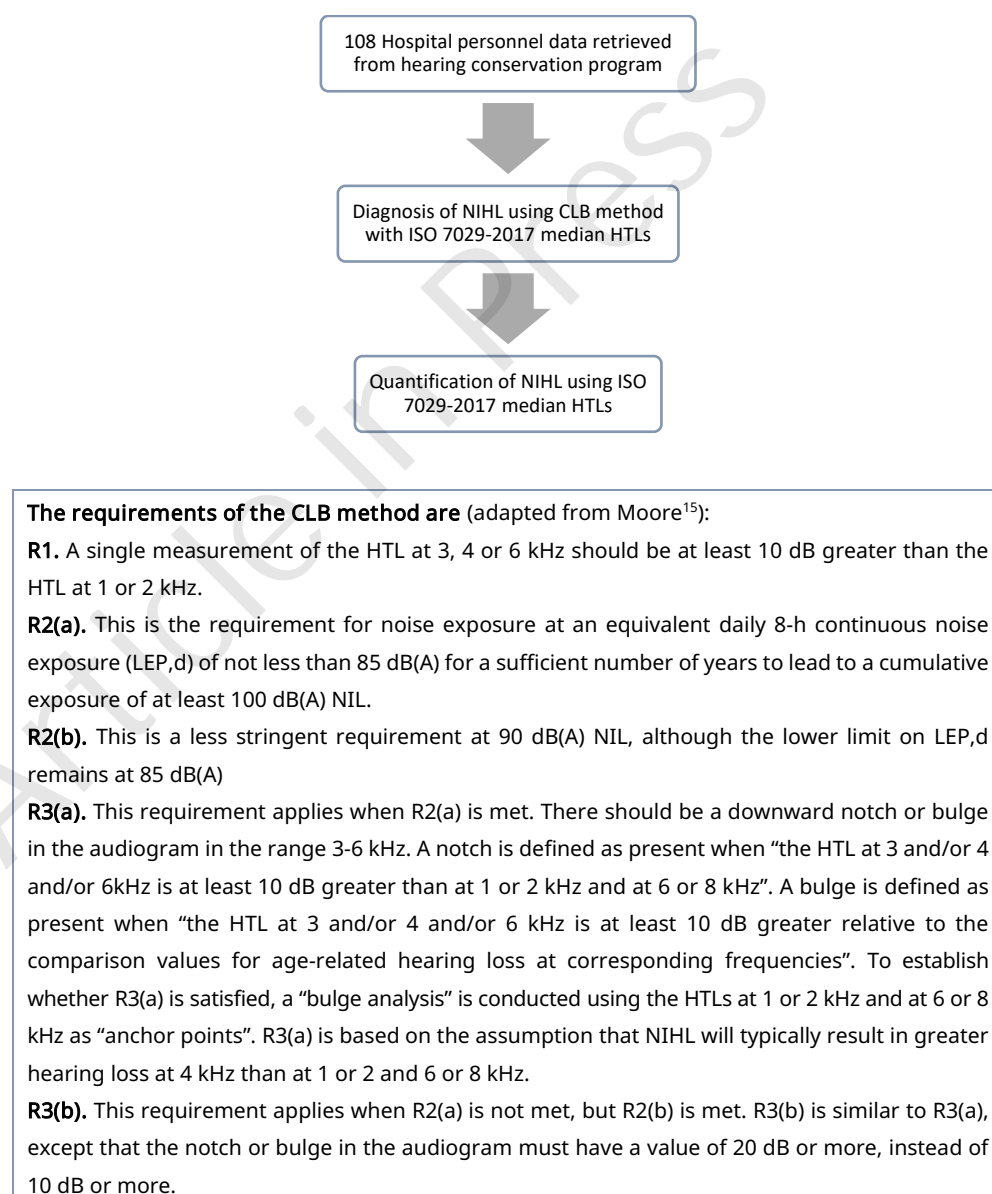 108 Hospital personnel data retrieved
from hearing conservation program
Diagnosis of NIHL using CLB method
with ISO 7029-2017 median HTLs
Quantification of NIHL using ISO
7029-2017 median HTLs
Article in Press
The requirements of the CLB method are (adapted from Moore15):
R1. A single measurement of the HTL at 3, 4 or 6 kHz should be at least 10 dB greater than the
HTL at 1 or 2 kHz.
R2(a). This is the requirement for noise exposure at an equivalent daily 8-h continuous noise
exposure (LEP,d) of not less than 85 dB(A) for a sufficient number of years to lead to a cumulative
exposure of at least 100 dB(A) NIL.
R2(b). This is a less stringent requirement at 90 dB(A) NIL, although the lower limit on LEP,d
remains at 85 dB(A)
R3(a). This requirement applies when R2(a) is met. There should be a downward notch or bulge
in the audiogram in the range 3-6 kHz. A notch is defined as present when “the HTL at 3 and/or 4
and/or 6kHz is at least 10 dB greater than at 1 or 2 kHz and at 6 or 8 kHz”. A bulge is defined as
present when “the HTL at 3 and/or 4 and/or 6 kHz is at least 10 dB greater relative to the
comparison values for age-related hearing loss at corresponding frequencies”. To establish
whether R3(a) is satisfied, a “bulge analysis” is conducted using the HTLs at 1 or 2 kHz and at 6 or 8
kHz as “anchor points”. R3(a) is based on the assumption that NIHL will typically result in greater
hearing loss at 4 kHz than at 1 or 2 and 6 or 8 kHz.
R3(b). This requirement applies when R2(a) is not met, but R2(b) is met. R3(b) is similar to R3(a),
except that the notch or bulge in the audiogram must have a value of 20 dB or more, instead of
10 dB or more.